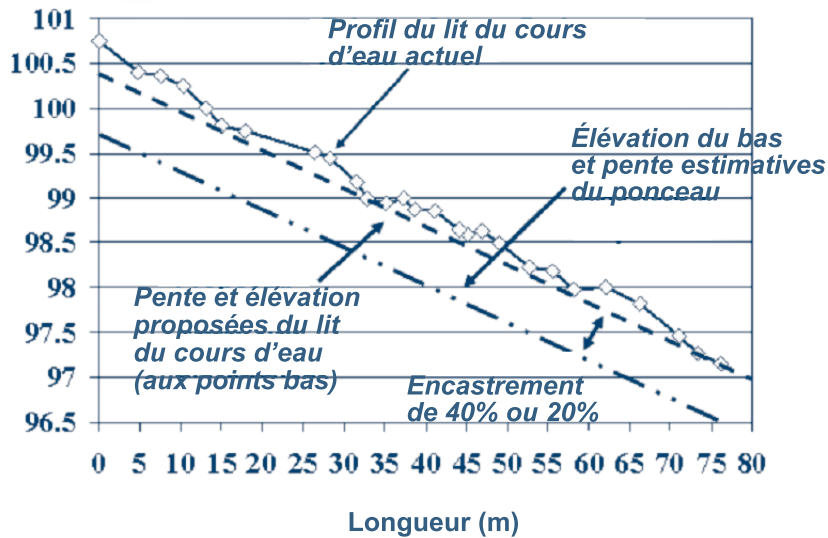 101
100.5
100
99.5
99
98.5
98
97.5
97
96.5
Profil du lit du cours
d’eau actuel
Élévation du bas
et pente estimatives
du ponceau
Pente et élévation
proposées du lit
du cours d’eau
(aux points bas)
Encastrement
de 40% ou 20%
0 5 10 15 20 25 30 35 40 45 50 55 60 65 70 75 80
Longueur (m)